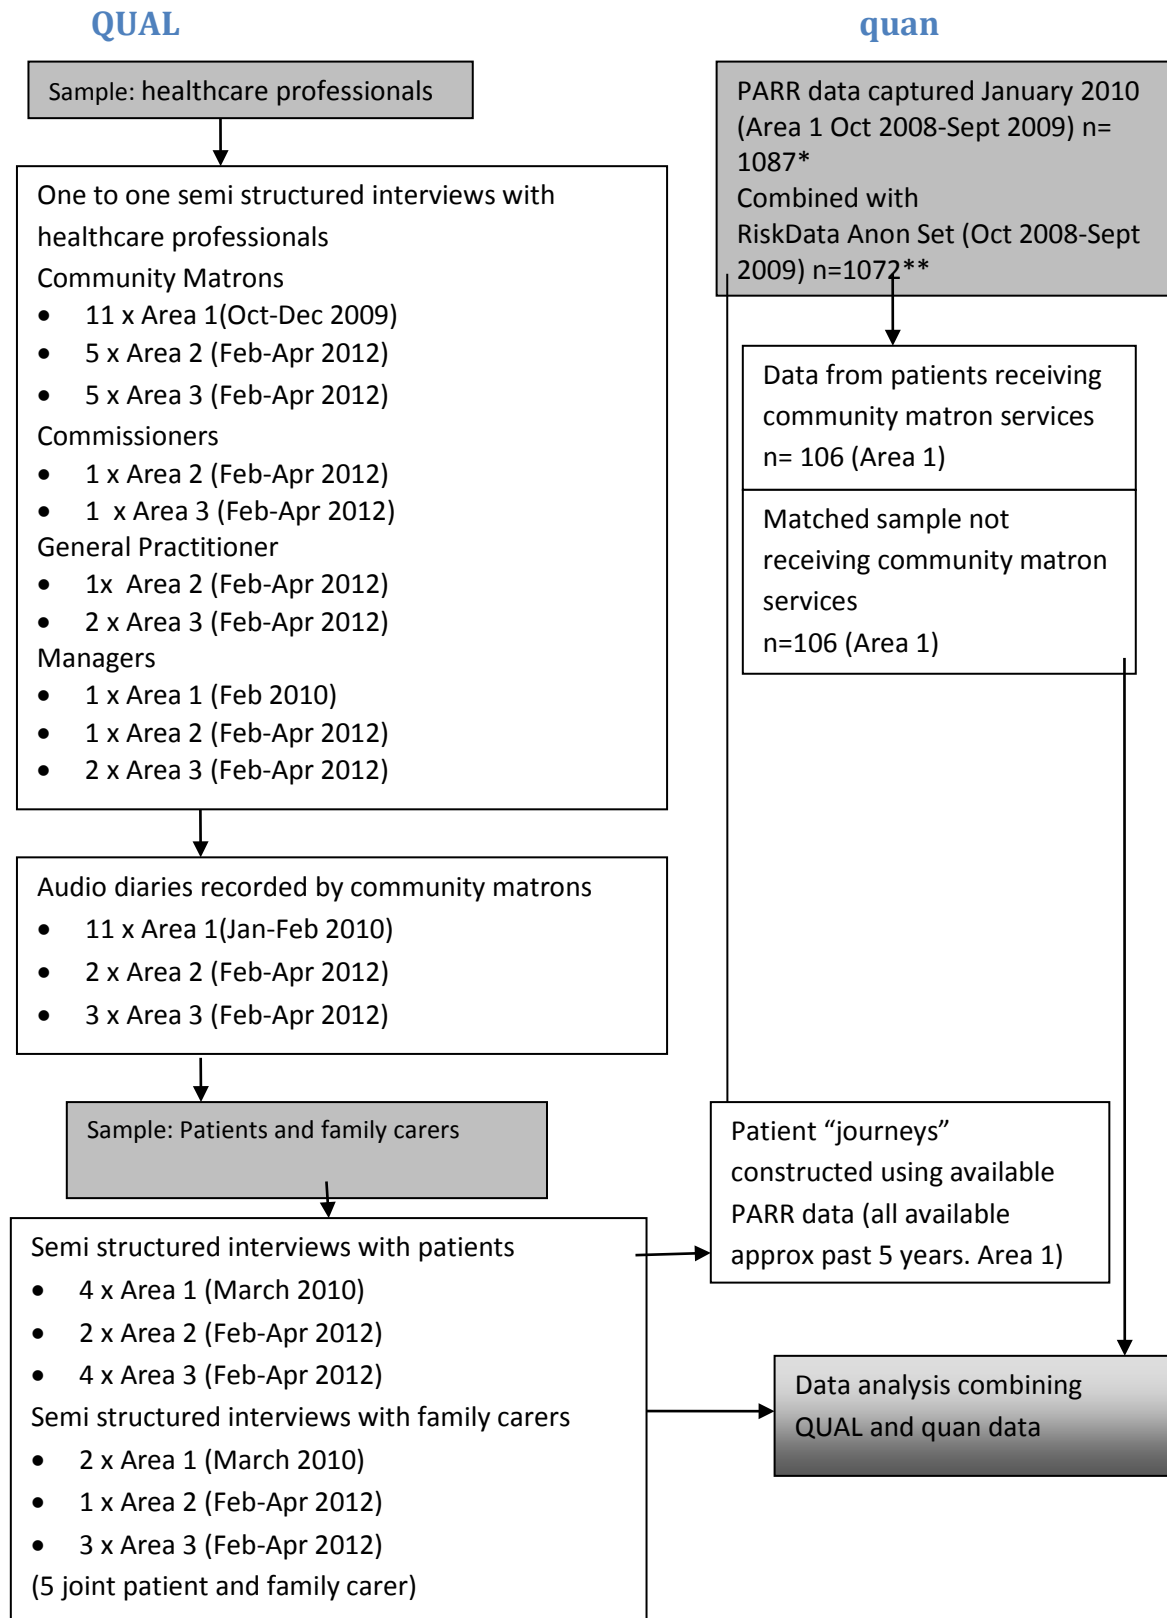 QUAL
Sample: healthcare professionals
One to one semi structured interviews with
healthcare professionals
Community Matrons
• 11 x Area 1(Oct-Dec 2009)
• 5 x Area 2 (Feb-Apr 2012)
• 5 x Area 3 (Feb-Apr 2012)
Commissioners
• 1 x Area 2 (Feb-Apr 2012)
• 1 x Area 3 (Feb-Apr 2012)
General Practitioner
• 1x Area 2 (Feb-Apr 2012)
• 2 x Area 3 (Feb-Apr 2012)
Managers
• 1 x Area 1 (Feb 2010)
• 1 x Area 2 (Feb-Apr 2012)
• 2 x Area 3 (Feb-Apr 2012)
Audio diaries recorded by community matrons
• 11 x Area 1(Jan-Feb 2010)
• 2 x Area 2 (Feb-Apr 2012)
• 3 x Area 3 (Feb-Apr 2012)
Sample: Patients and family carers
Semi structured interviews with patients
• 4 x Area 1 (March 2010)
• 2 x Area 2 (Feb-Apr 2012)
• 4 x Area 3 (Feb-Apr 2012)
Semi structured interviews with family carers
• 2 x Area 1 (March 2010)
• 1 x Area 2 (Feb-Apr 2012)
• 3 x Area 3 (Feb-Apr 2012)
(5 joint patient and family carer)
quan
PARR data captured January 2010
(Area 1 Oct 2008-Sept 2009) n=
1087*
Combined with
RiskData Anon Set (Oct 2008-Sept
2009) n=1072**
Data from patients receiving
community matron services
n= 106 (Area 1)
Matched sample not
receiving community matron
services
n=106 (Area 1)
Patient “journeys”
constructed using available
PARR data (all available
approx past 5 years. Area 1)
Data analysis combining
QUAL and quan data